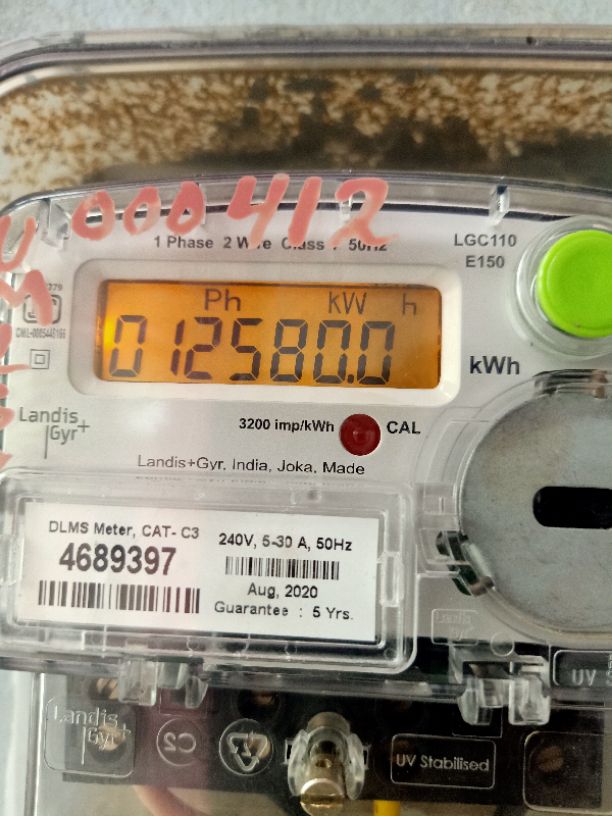 000412
1 Phase 2 Wire Class 1 50Hz
LGC110
E150
Ph kW h
012580.0
kWh
Landis
Gyr+
3200 imp/kWh CAL
Landis+Gyr, India, Joka, Made
DLMS Meter, CAT- C3
4689397
240V, 5-30 A, 50Hz
Aug, 2020
Guarantee : 5 Yrs.
Landis
Gyr+
C2
UV Stabilised
UV